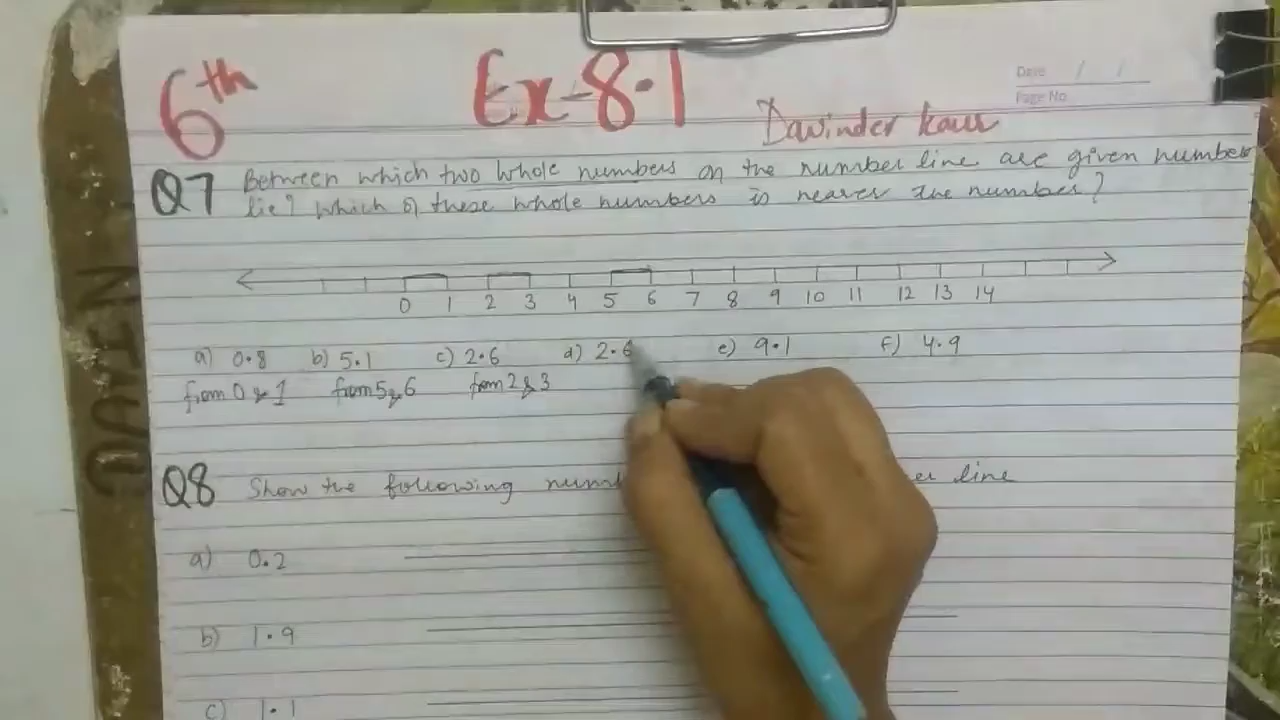 6th Ex-8.1
Date / /
Page No.
Davinder kaur
Q7 Between which two whole numbers on the number line are given number
lie? Which of these whole numbers is nearer the number?
0 1 2 3 4 5 6 7 8 9 10 11 12 13 14
a) 0.8 b) 5.1 c) 2.6 d) 2.6 e) 9.1 f) 4.9
from 0 & 1 from 5 & 6 from 2 & 3
Q8 Show the following line
a) 0.2
b) 1.9
c) 1.1